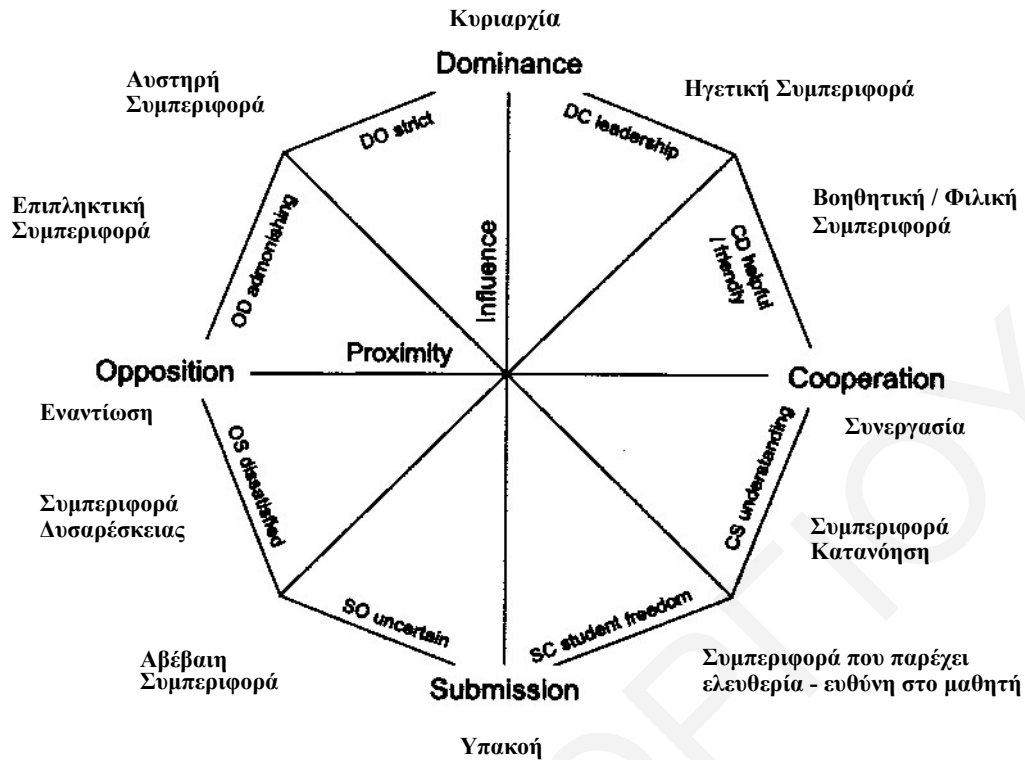 Κυριαρχία
Dominance
Αυστηρή
Συμπεριφορά
Ηγετική Συμπεριφορά
DO strict
DC leadership
Επιπληκτική
Συμπεριφορά
Βοηθητική / Φιλική
Συμπεριφορά
OD admonishing
CD helpful
/ friendly
Influence
Proximity
Opposition
Cooperation
Εναντίωση
Συνεργασία
OS dissatisfied
CS understanding
Συμπεριφορά
Δυσαρέσκειας
Συμπεριφορά
Κατανόηση
SO uncertain
SC student freedom
Αβέβαιη
Συμπεριφορά
Submission
Συμπεριφορά που παρέχει
ελευθερία - ευθύνη στο μαθητή
Υπακοή